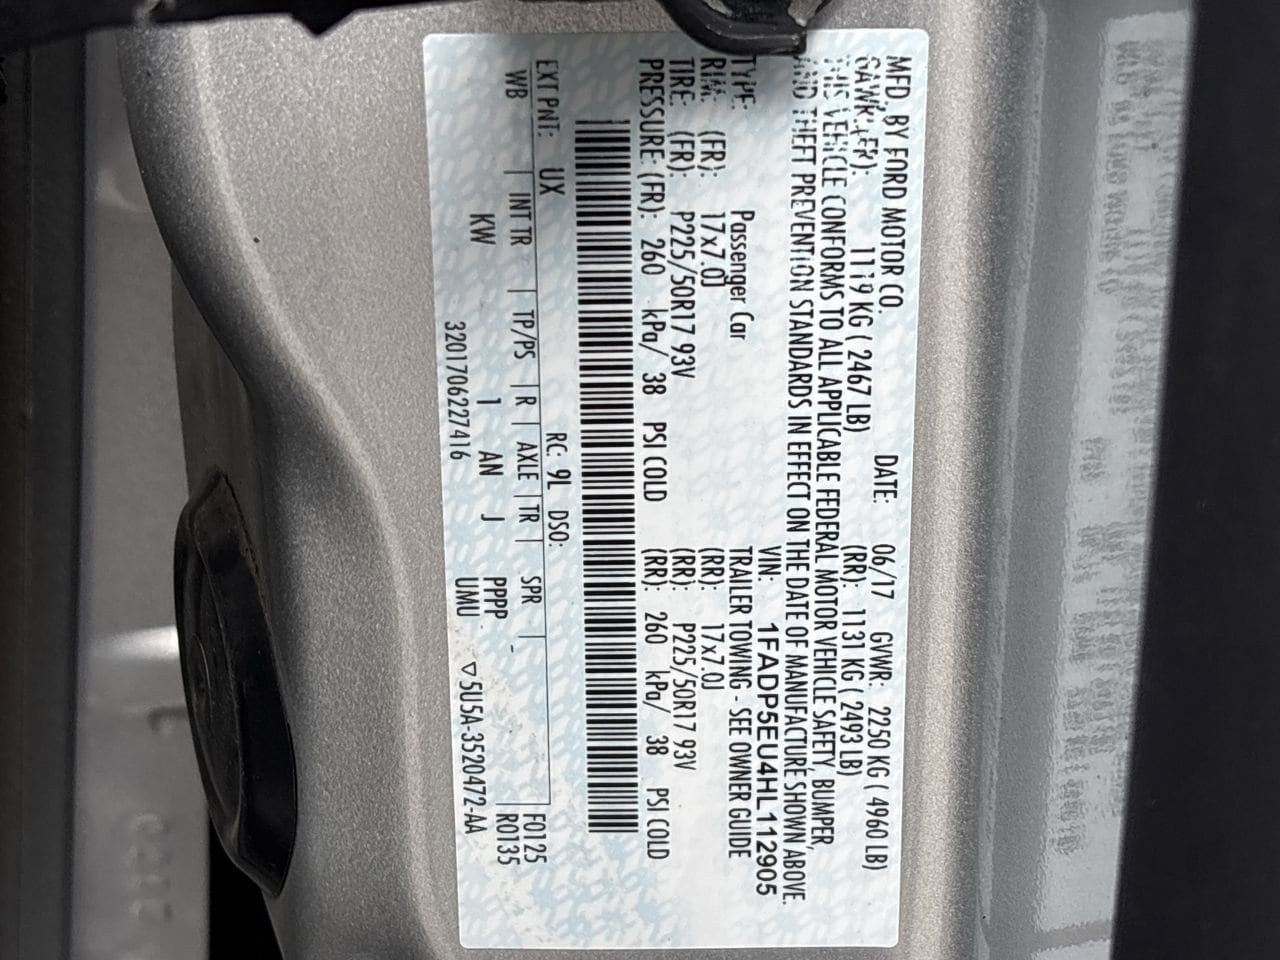 MFD. BY FORD MOTOR CO. DATE: 06/17 GVWR: 2250 KG ( 4960 LB)
1119 KG ( 2467 LB) (RR): 1131 KG ( 2493 LB)
THIS VEHICLE CONFORMS TO ALL APPLICABLE FEDERAL MOTOR VEHICLE SAFETY, BUMPER,
AND THEFT PREVENTION STANDARDS IN EFFECT ON THE DATE OF MANUFACTURE SHOWN ABOVE.
VIN: 1FADP5EU4HL112905
TYPE: Passenger Car TRAILER TOWING - SEE OWNER GUIDE
RIM: (FR): 17x7.0J (RR): 17x7.0J
TIRE: (FR): P225/50R17 93V (RR): P225/50R17 93V
PRESSURE: (FR): 260 kPa/ 38 PSI COLD (RR): 260 kPa/ 38 PSI COLD
EXT PNT: UX RC: 9L DSO: F0125
WB | INT TR | TP/PS | R | AXLE | TR | SPR | - R0135
KW 1 AN J PPPP
3201706227416 UMU ▽5U5A-3520472-AA